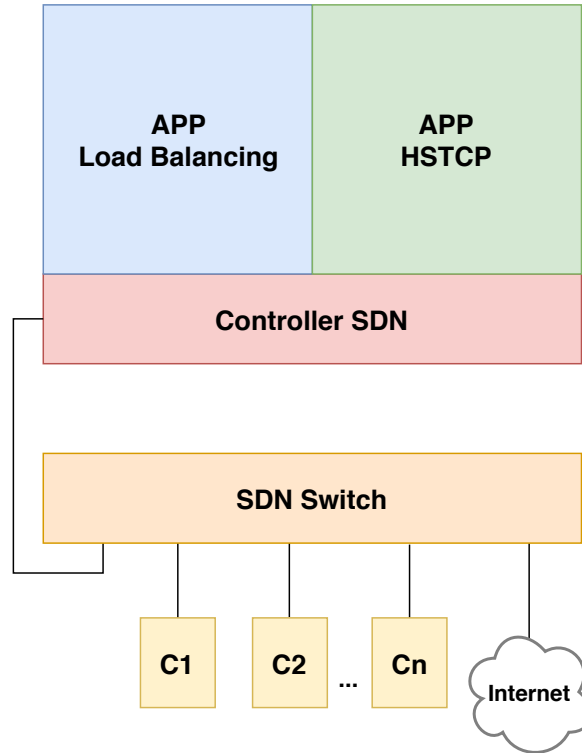 APP
Load Balancing
APP
HSTCP
Controller SDN
SDN Switch
C1
C2
...
Cn
Internet